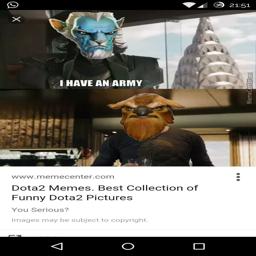 21:51
I HAVE AN ARMY
www.memecenter.com
Dota2 Memes. Best Collection of
Funny Dota2 Pictures
You Serious?
Images may be subject to copyright.